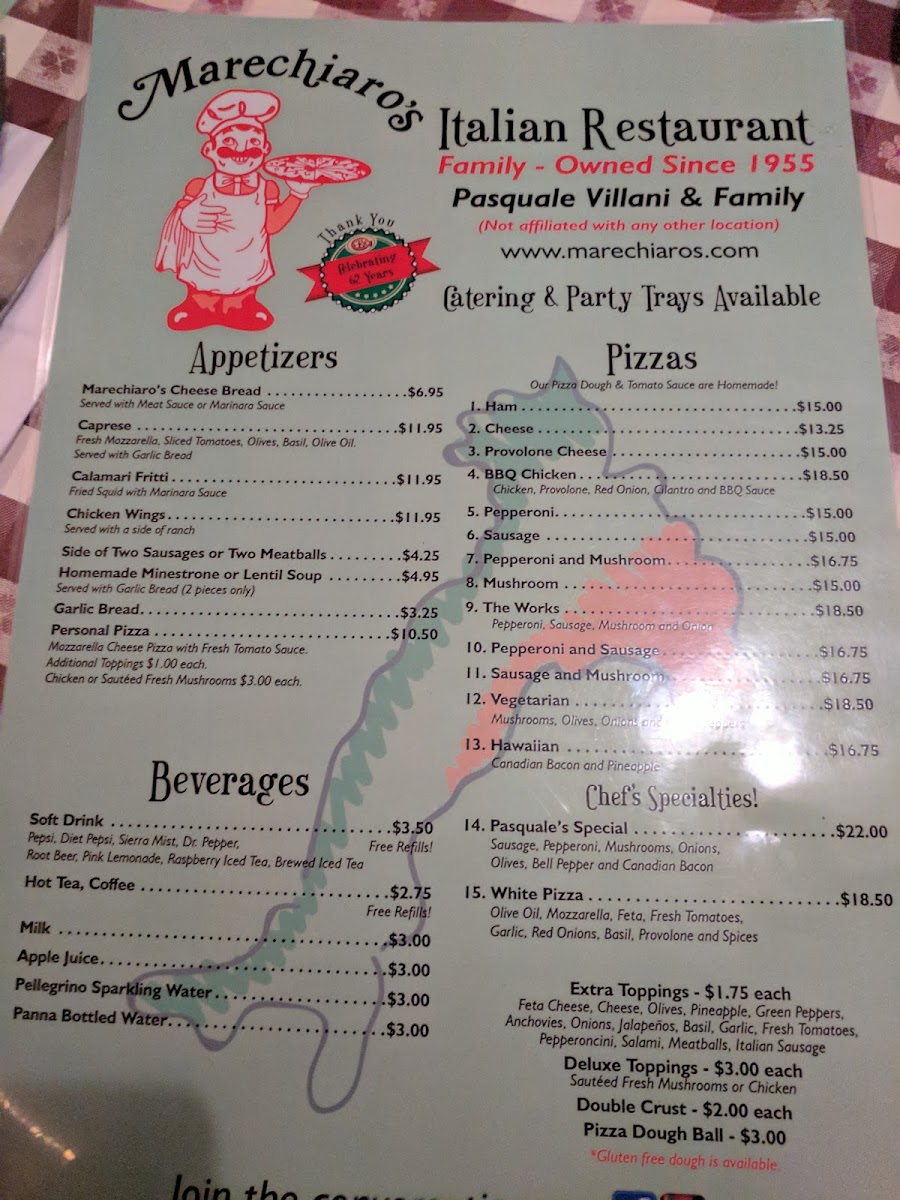 Marechiaro's
Italian Restaurant
Family - Owned Since 1955
Pasquale Villani & Family
(Not affiliated with any other location)
www.marechiaros.com
Thank You
Celebrating
62 Years
Catering & Party Trays Available
Appetizers
Marechiaro's Cheese Bread ................. $6.95
Served with Meat Sauce or Marinara Sauce
Caprese ................. $11.95
Fresh Mozzarella, Sliced Tomatoes, Olives, Basil, Olive Oil.
Served with Garlic Bread
Calamari Fritti ................. $11.95
Fried Squid with Marinara Sauce
Chicken Wings ................. $11.95
Served with a side of ranch
Side of Two Sausages or Two Meatballs ......... $4.25
Homemade Minestrone or Lentil Soup ......... $4.95
Served with Garlic Bread (2 pieces only)
Garlic Bread ................. $3.25
Personal Pizza ................. $10.50
Mozzarella Cheese Pizza with Fresh Tomato Sauce.
Additional Toppings $1.00 each.
Chicken or Sautéed Fresh Mushrooms $3.00 each.
Beverages
Soft Drink ................. $3.50
Pepsi, Diet Pepsi, Sierra Mist, Dr. Pepper, Free Refills!
Root Beer, Pink Lemonade, Raspberry Iced Tea, Brewed Iced Tea
Hot Tea, Coffee ................. $2.75
Free Refills!
Milk ................. $3.00
Apple Juice ................. $3.00
Pellegrino Sparkling Water ................. $3.00
Panna Bottled Water ................. $3.00
Pizzas
Our Pizza Dough & Tomato Sauce are Homemade!
1. Ham ................. $15.00
2. Cheese ................. $13.25
3. Provolone Cheese ................. $15.00
4. BBQ Chicken ................. $18.50
Chicken, Provolone, Red Onion, Cilantro and BBQ Sauce
5. Pepperoni ................. $15.00
6. Sausage ................. $15.00
7. Pepperoni and Mushroom ................. $16.75
8. Mushroom ................. $15.00
9. The Works ................. $18.50
Pepperoni, Sausage, Mushroom and Onion
10. Pepperoni and Sausage ................. $16.75
11. Sausage and Mushroom ................. $16.75
12. Vegetarian ................. $18.50
Mushrooms, Olives, Onions and
13. Hawaiian ................. $16.75
Canadian Bacon and Pineapple
Chef's Specialties!
14. Pasquale's Special ................. $22.00
Sausage, Pepperoni, Mushrooms, Onions,
Olives, Bell Pepper and Canadian Bacon
15. White Pizza ................. $18.50
Olive Oil, Mozzarella, Feta, Fresh Tomatoes,
Garlic, Red Onions, Basil, Provolone and Spices
Extra Toppings - $1.75 each
Feta Cheese, Cheese, Olives, Pineapple, Green Peppers,
Anchovies, Onions, Jalapeños, Basil, Garlic, Fresh Tomatoes,
Pepperoncini, Salami, Meatballs, Italian Sausage
Deluxe Toppings - $3.00 each
Sautéed Fresh Mushrooms or Chicken
Double Crust - $2.00 each
Pizza Dough Ball - $3.00
*Gluten free dough is available.
Join the